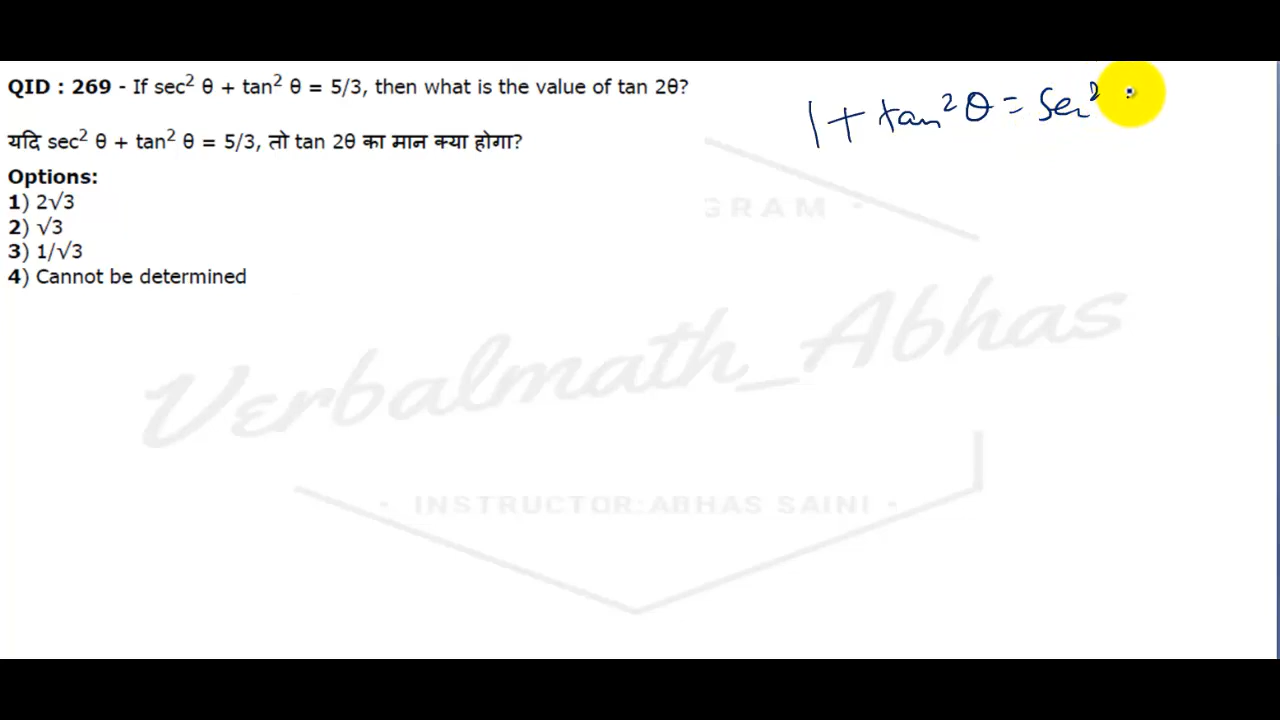 QID : 269 - If sec² θ + tan² θ = 5/3, then what is the value of tan 2θ?
1 + tan² θ = sec²
यदि sec² θ + tan² θ = 5/3, तो tan 2θ का मान क्या होगा?
Options:
1) 2√3
2) √3
3) 1/√3
4) Cannot be determined
GRAM
Verbalmath_Abhas
INSTRUCTOR:ABHAS SAINI